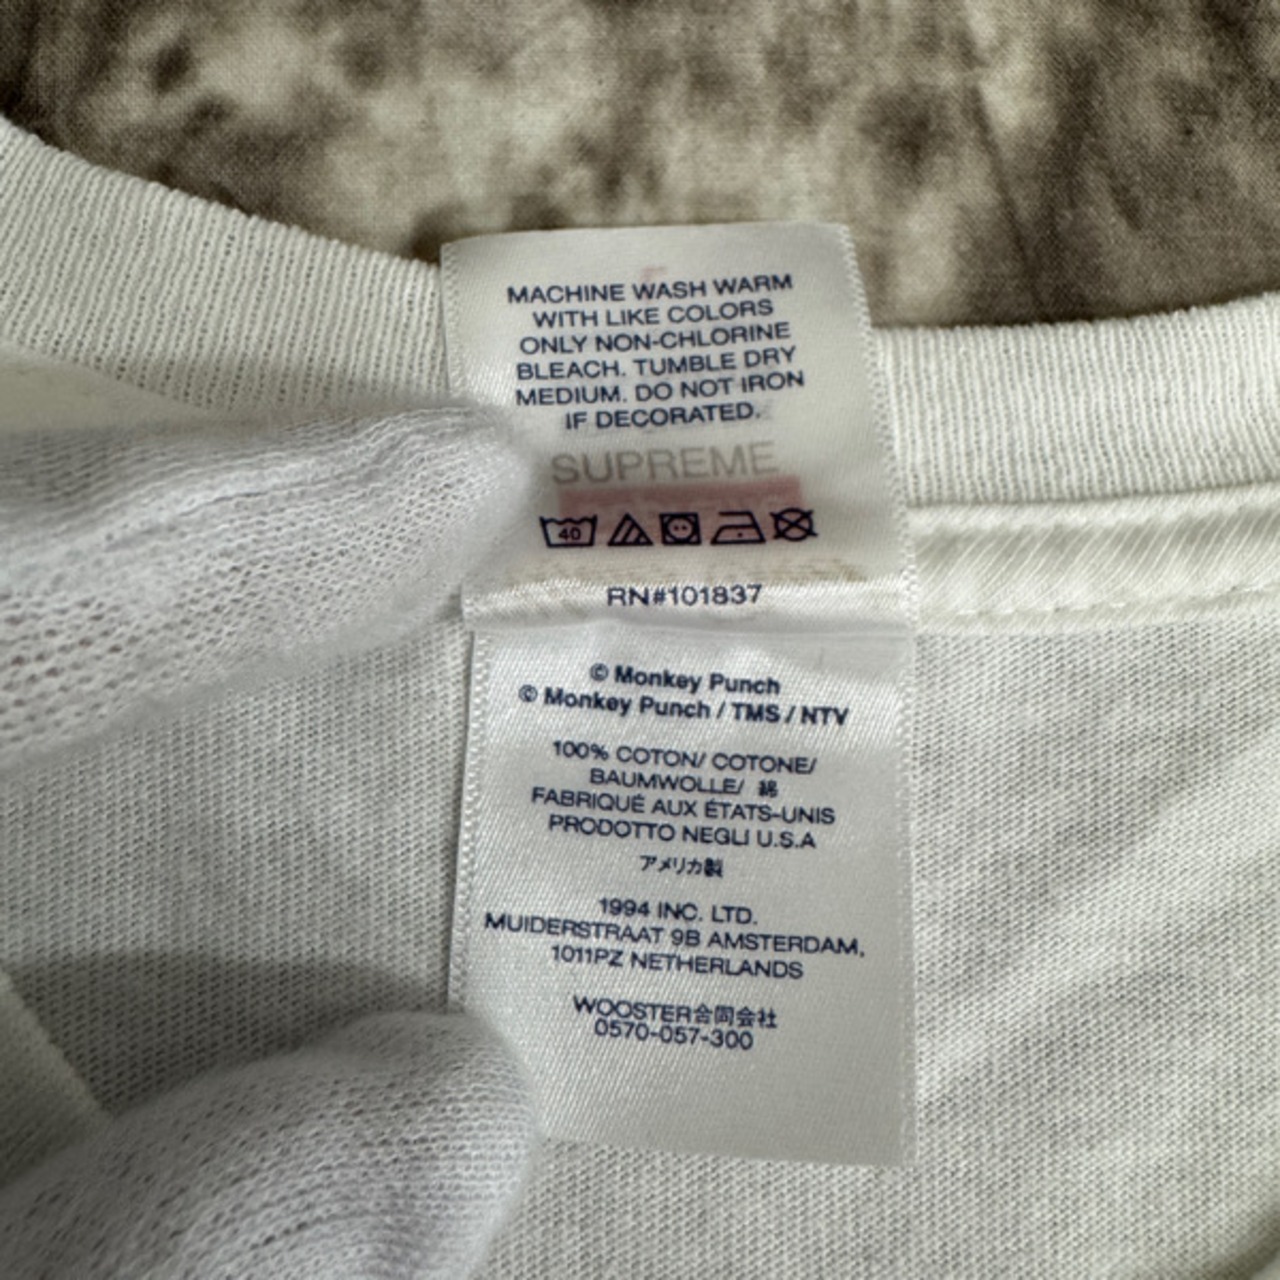 MACHINE WASH WARM
WITH LIKE COLORS
ONLY NON-CHLORINE
BLEACH. TUMBLE DRY
MEDIUM. DO NOT IRON
IF DECORATED.
SUPREME
40
RN#101837
© Monkey Punch
© Monkey Punch / TMS / NTV
100% COTON/ COTONE/
BAUMWOLLE/ 綿
FABRIQUÉ AUX ÉTATS-UNIS
PRODOTTO NEGLI U.S.A
アメリカ製
1994 INC. LTD.
MUIDERSTRAAT 9B AMSTERDAM,
1011PZ NETHERLANDS
WOOSTER合同会社
0570-057-300